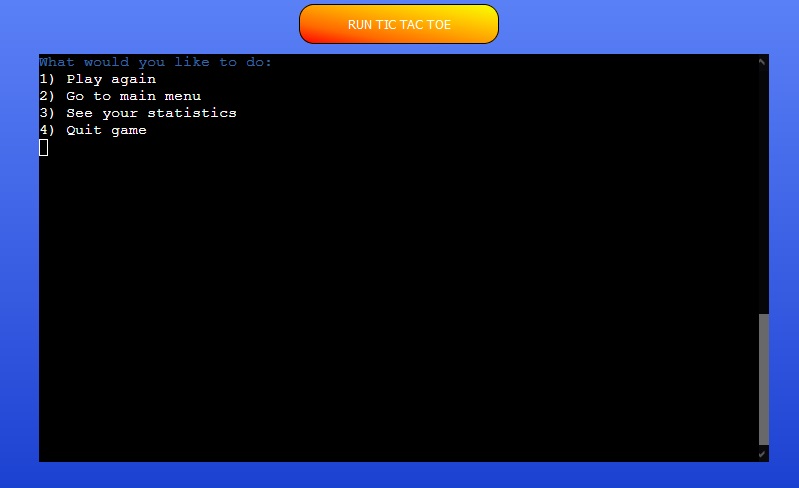 RUN TIC TAC TOE
What would you like to do:
1) Play again
2) Go to main menu
3) See your statistics
4) Quit game